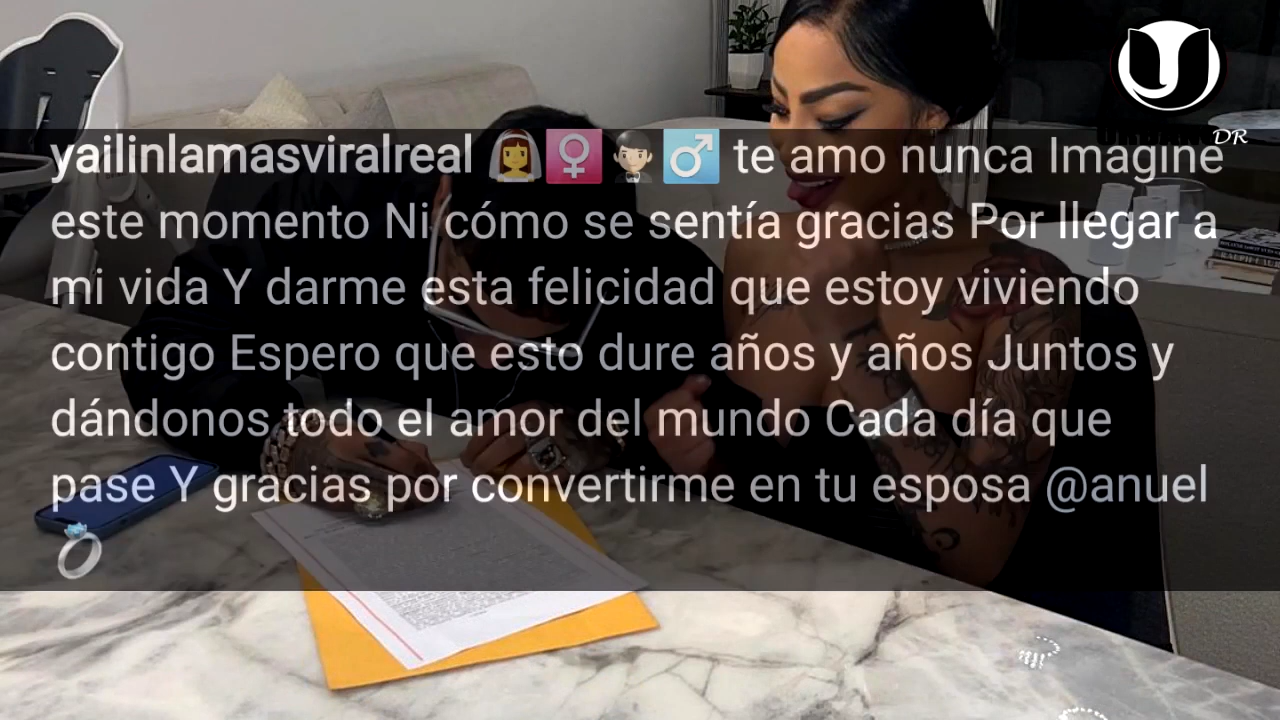 DR
yailinlamasviralreal 👰‍♀️🤵🏻‍♂️ te amo nunca Imagine
este momento Ni cómo se sentía gracias Por llegar a
mi vida Y darme esta felicidad que estoy viviendo
contigo Espero que esto dure años y años Juntos y
dándonos todo el amor del mundo Cada día que
pase Y gracias por convertirme en tu esposa @anuel
💍